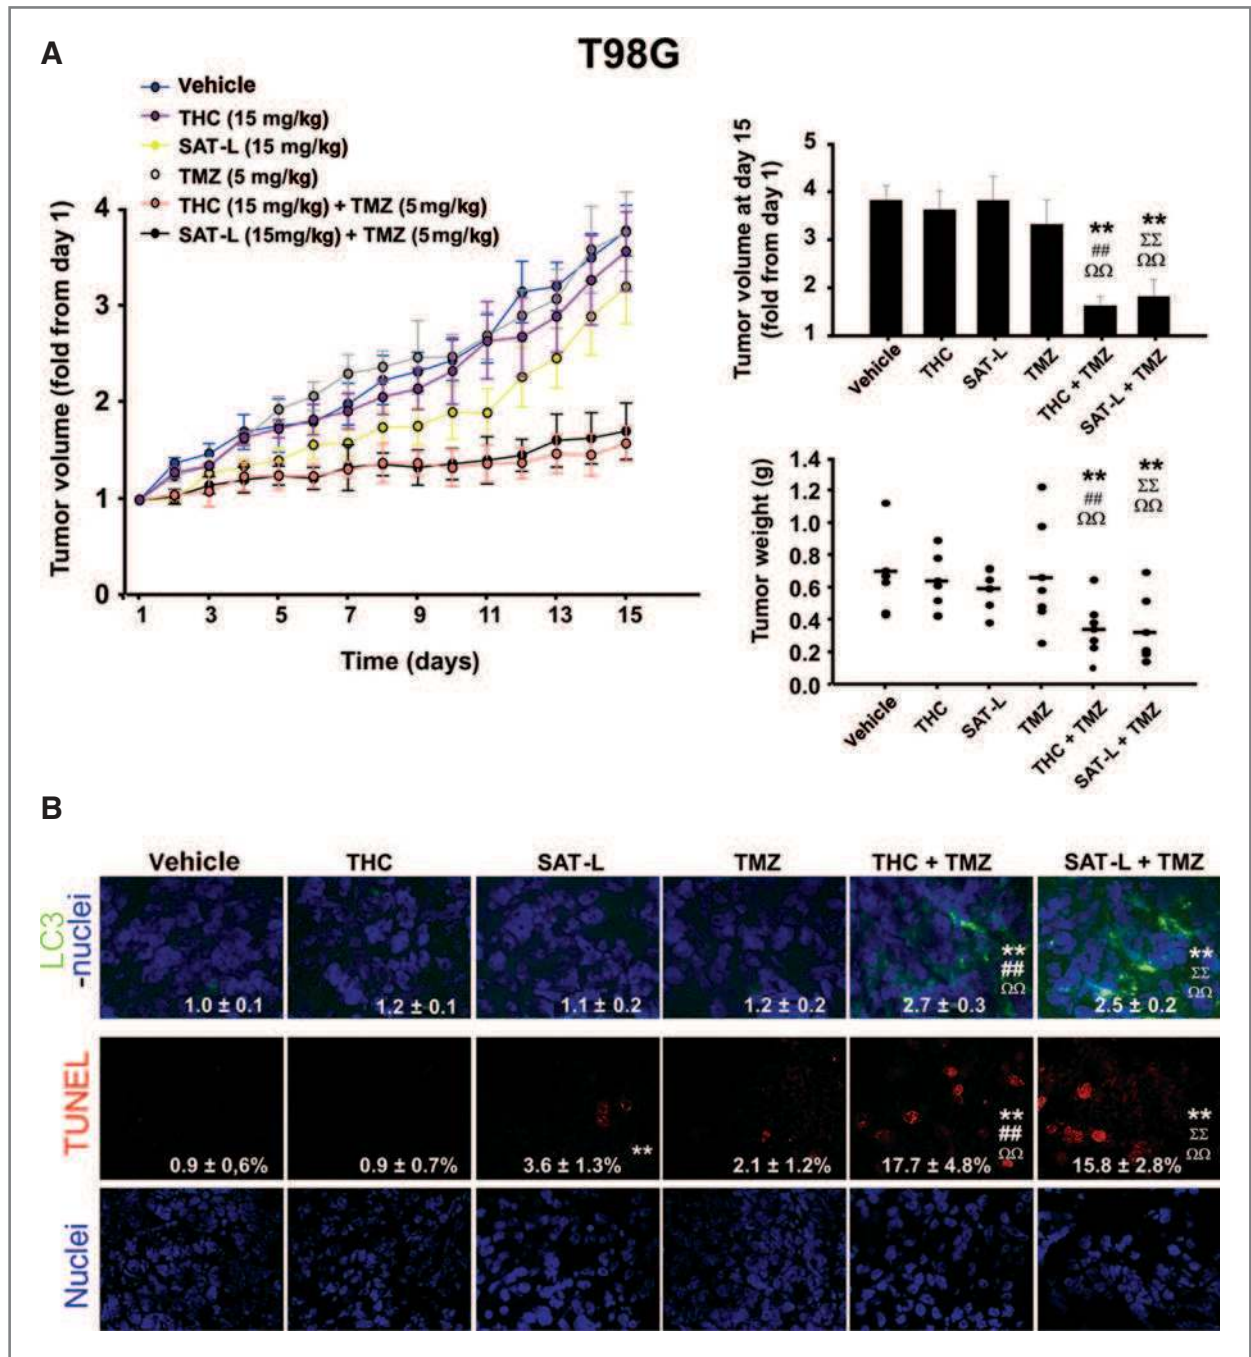 A
T98G
Vehicle
THC (15 mg/kg)
SAT-L (15 mg/kg)
TMZ (5 mg/kg)
THC (15 mg/kg) + TMZ (5 mg/kg)
SAT-L (15mg/kg) + TMZ (5 mg/kg)
Tumor volume (fold from day 1)
4
3
2
1
0
1 3 5 7 9 11 13 15
Time (days)
Tumor volume at day 15
(fold from day 1)
5
4
3
2
1
** **
## ΣΣ
ΩΩ ΩΩ
Vehicle THC SAT-L TMZ THC + TMZ SAT-L + TMZ
Tumor weight (g)
1.4
1.2
1.0
0.8
0.6
0.4
0.2
0.0
** **
## ΣΣ
ΩΩ ΩΩ
Vehicle THC SAT-L TMZ THC + TMZ SAT-L + TMZ
B
Vehicle THC SAT-L TMZ THC + TMZ SAT-L + TMZ
LC3
-nuclei
** **
## ΣΣ
ΩΩ ΩΩ
1.0 ± 0.1 1.2 ± 0.1 1.1 ± 0.2 1.2 ± 0.2 2.7 ± 0.3 2.5 ± 0.2
TUNEL
** ** **
## ΣΣ
ΩΩ ΩΩ
0.9 ± 0,6% 0.9 ± 0.7% 3.6 ± 1.3% 2.1 ± 1.2% 17.7 ± 4.8% 15.8 ± 2.8%
Nuclei